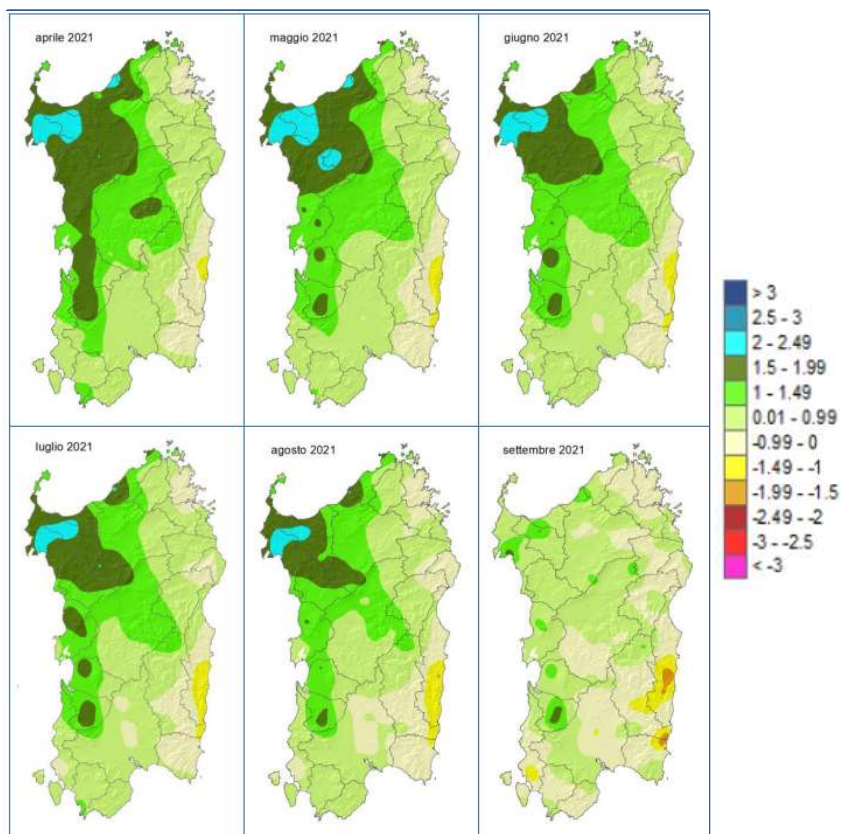 aprile 2021
maggio 2021
giugno 2021
luglio 2021
agosto 2021
settembre 2021
> 3
2.5 - 3
2 - 2.49
1.5 - 1.99
1 - 1,49
0.01 - 0.99
-0.99 - 0
-1.49 - -1
-1.99 - -1.5
-2.49 - -2
-3 - -2.5
< -3